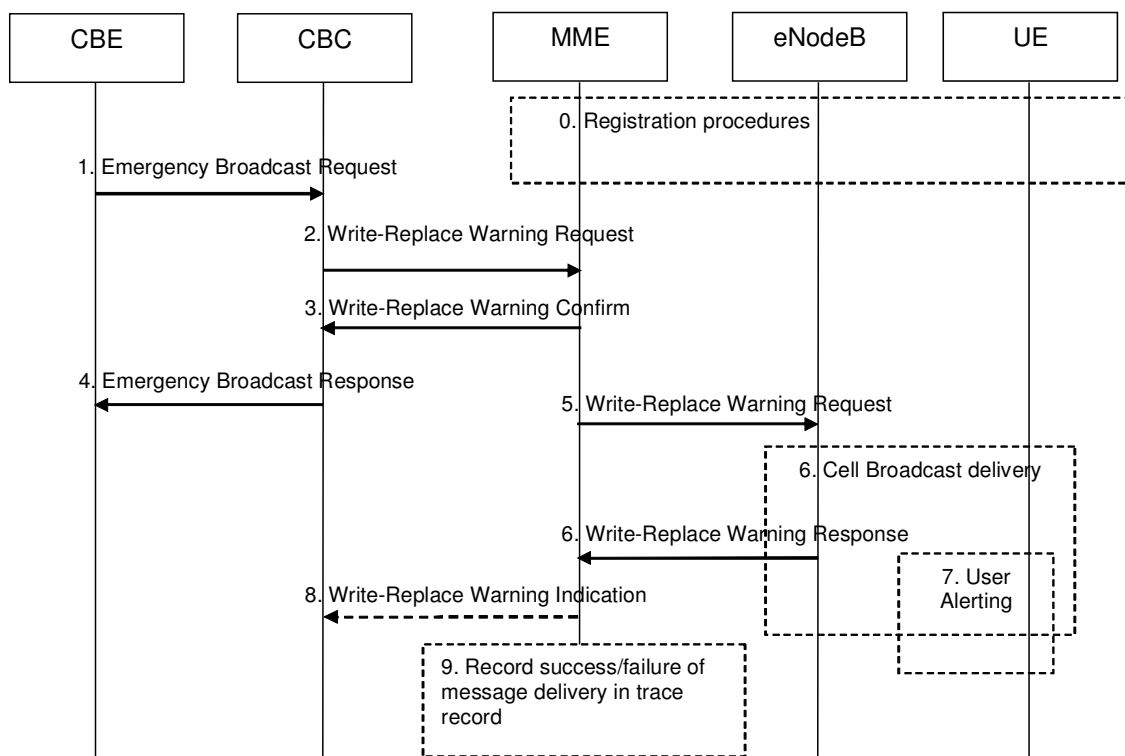 CBE
CBC
MME
eNodeB
UE
0. Registration procedures
1. Emergency Broadcast Request
2. Write-Replace Warning Request
3. Write-Replace Warning Confirm
4. Emergency Broadcast Response
5. Write-Replace Warning Request
6. Cell Broadcast delivery
6. Write-Replace Warning Response
7. User
Alerting
8. Write-Replace Warning Indication
9. Record success/failure of
message delivery in trace
record